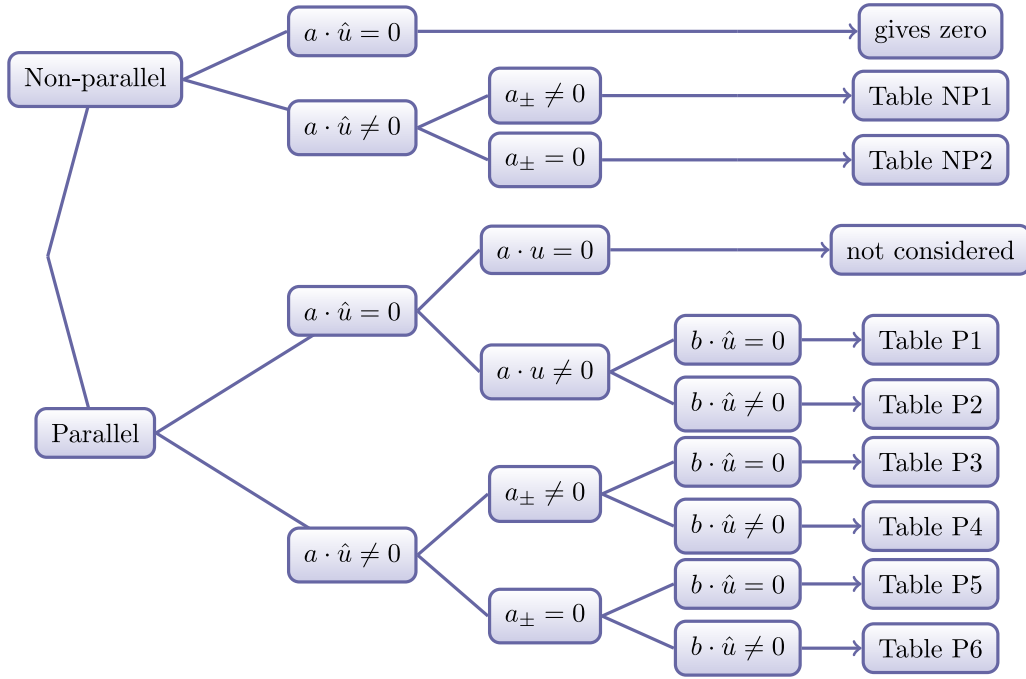 a · û = 0
gives zero
Non-parallel
a± ≠ 0
Table NP1
a · û ≠ 0
a± = 0
Table NP2
a · u = 0
not considered
a · û = 0
b · û = 0
Table P1
a · u ≠ 0
b · û ≠ 0
Table P2
Parallel
b · û = 0
Table P3
a± ≠ 0
b · û ≠ 0
Table P4
a · û ≠ 0
b · û = 0
Table P5
a± = 0
b · û ≠ 0
Table P6